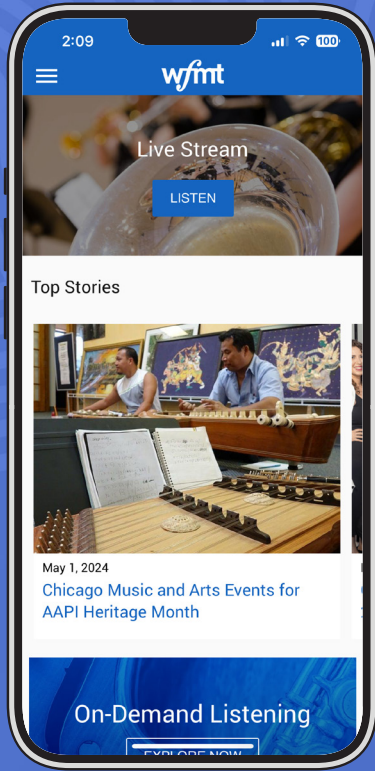 2:09
100
wfmt
Live Stream
LISTEN
Top Stories
May 1, 2024
Chicago Music and Arts Events for
AAPI Heritage Month
On-Demand Listening
EXPLORE NOW